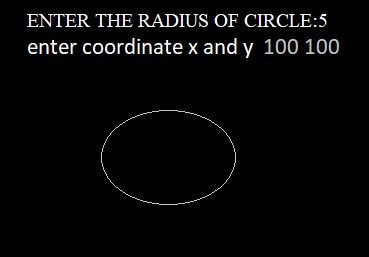 ENTER THE RADIUS OF CIRCLE:5
enter coordinate x and y 100 100